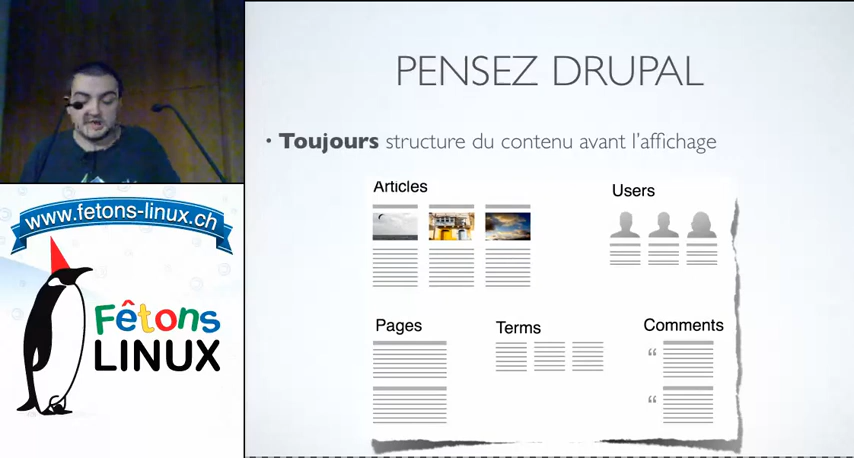 PENSEZ DRUPAL
• Toujours structure du contenu avant l'affichage
Articles
Users
Pages
Terms
Comments
www.fetons-linux.ch
Fêtons
LINUX